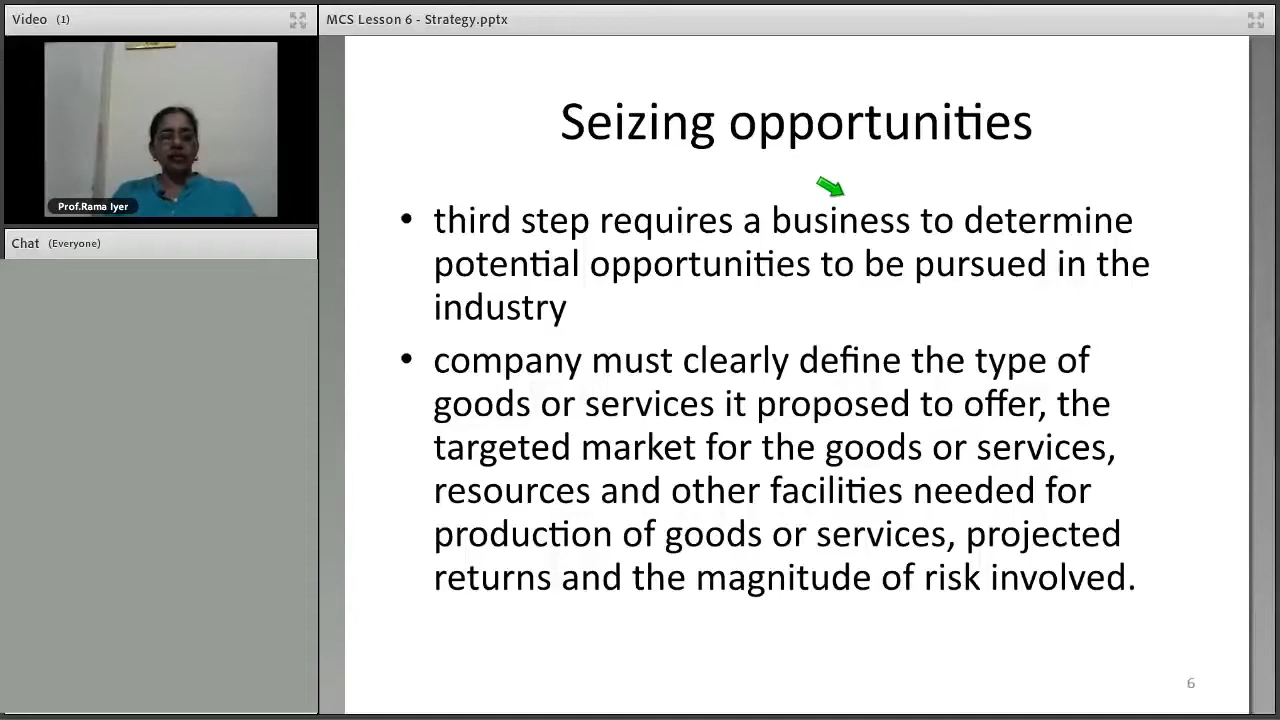 Video (1)
MCS Lesson 6 - Strategy.pptx
Prof.Rama Iyer
Chat (Everyone)
Seizing opportunities
• third step requires a business to determine
potential opportunities to be pursued in the
industry
• company must clearly define the type of
goods or services it proposed to offer, the
targeted market for the goods or services,
resources and other facilities needed for
production of goods or services, projected
returns and the magnitude of risk involved.
6